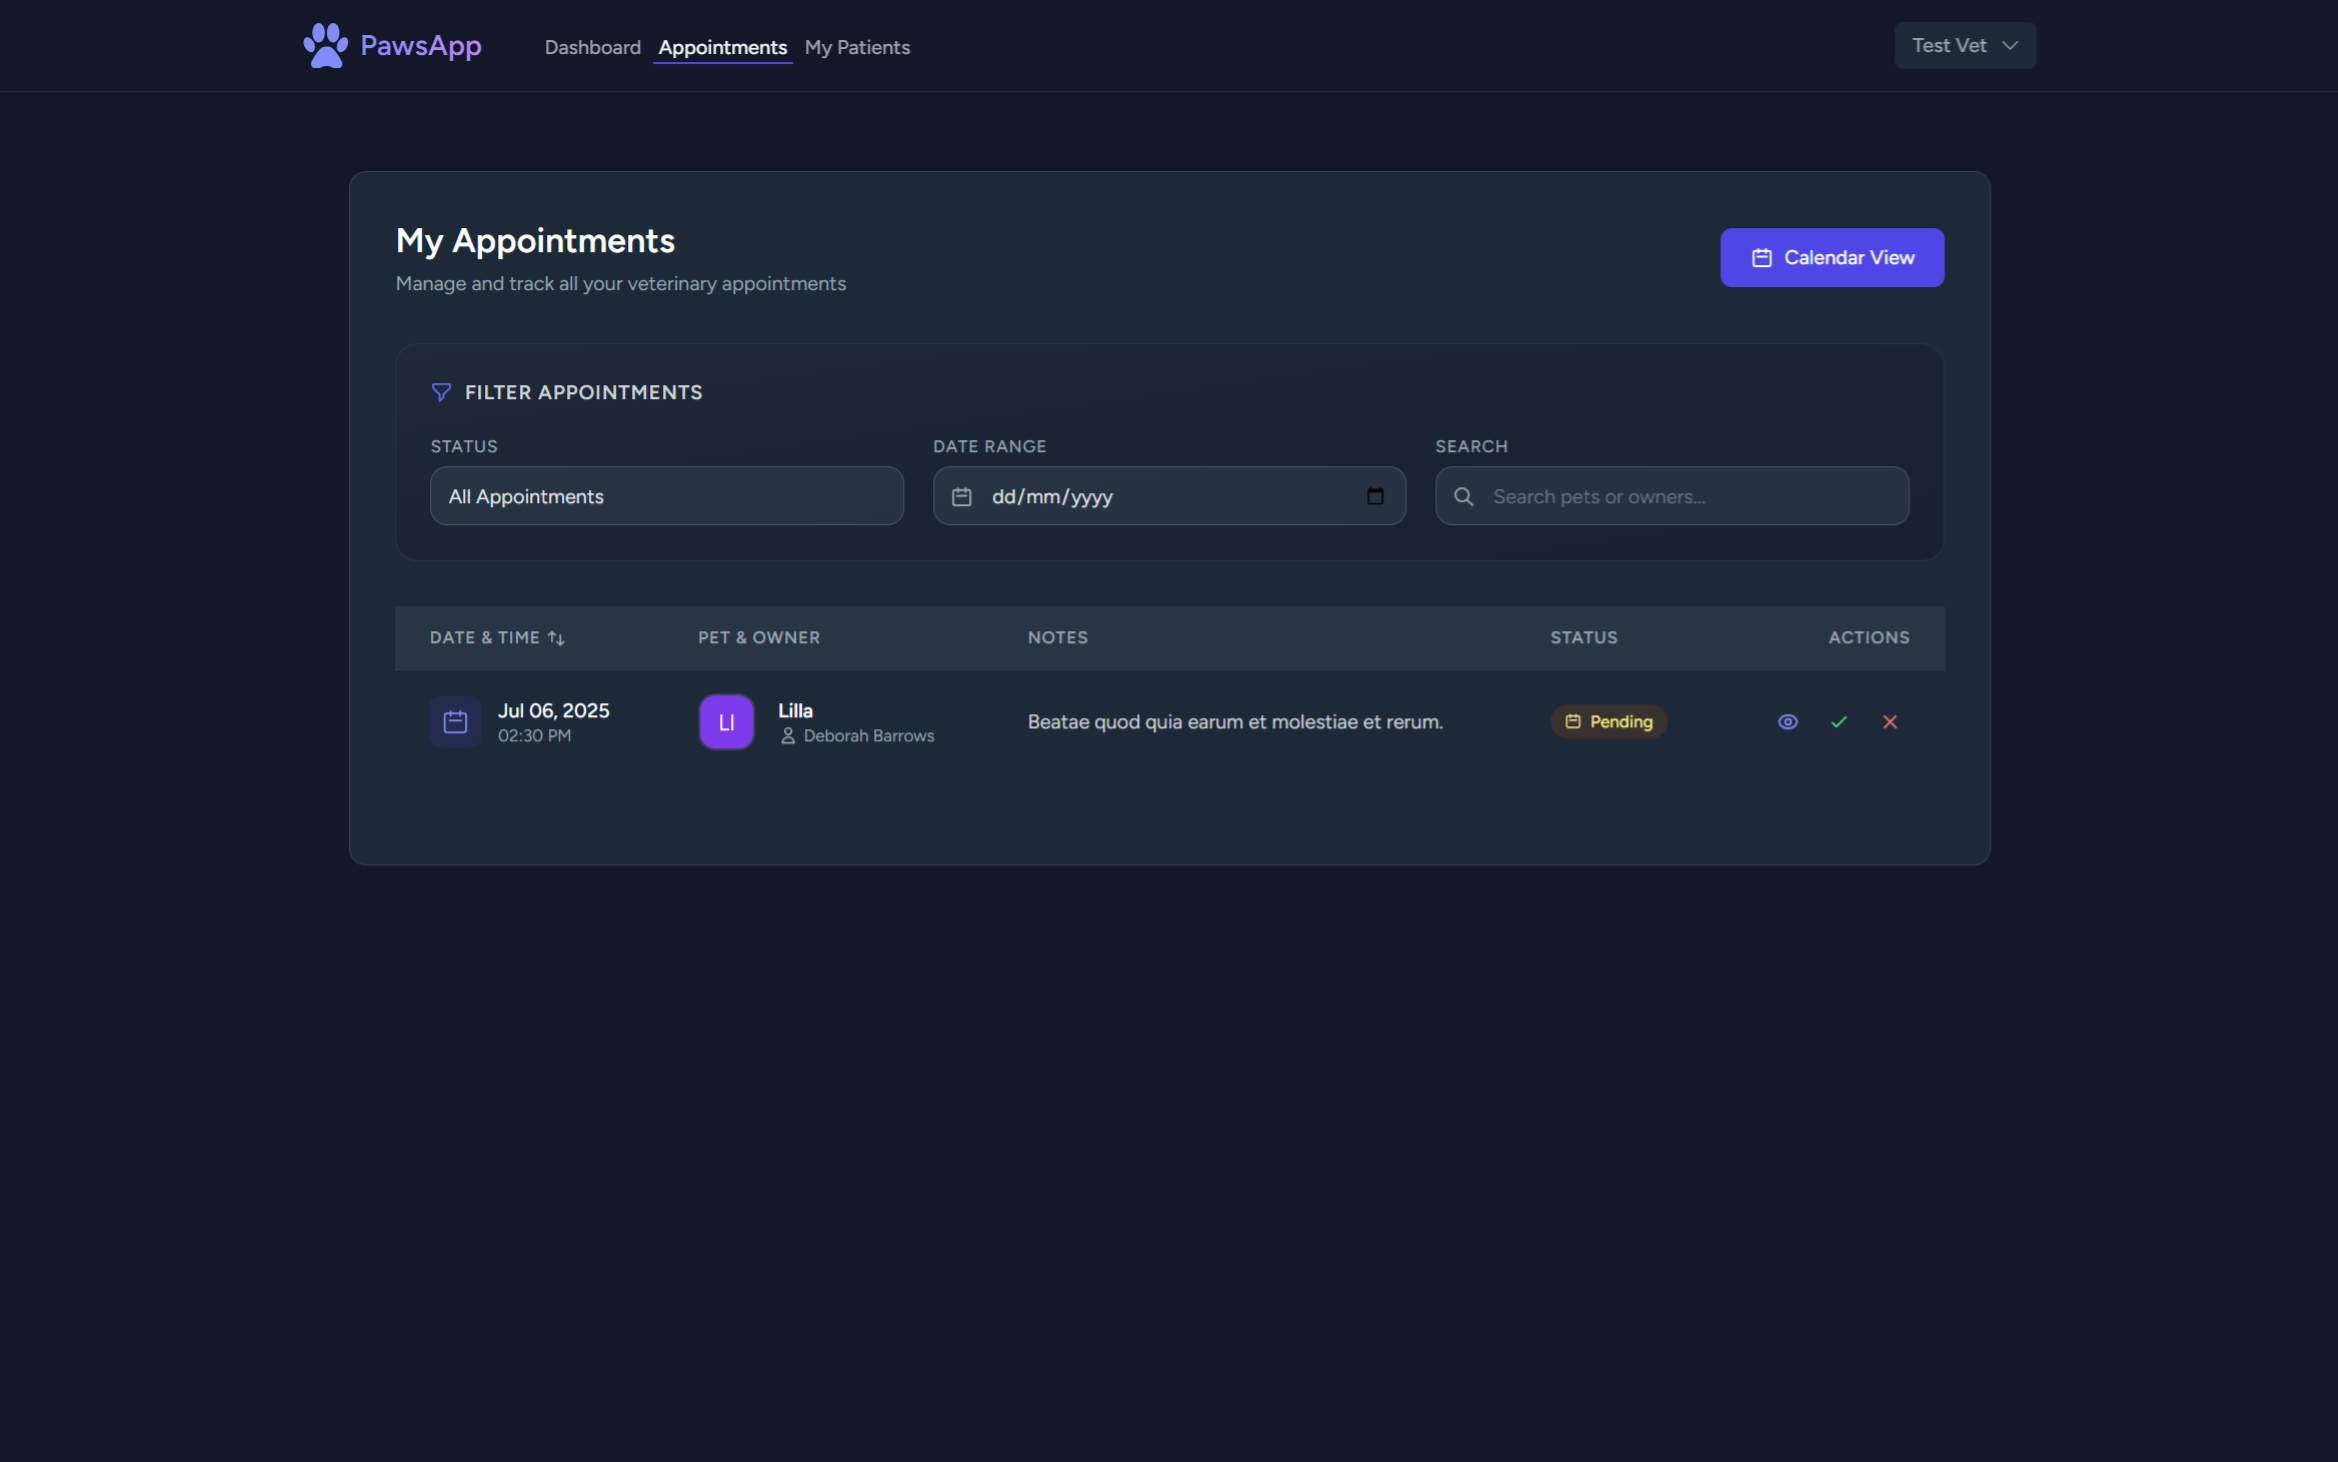 PawsApp
Dashboard Appointments My Patients
Test Vet
My Appointments
Manage and track all your veterinary appointments
Calendar View
FILTER APPOINTMENTS
STATUS
All Appointments
DATE RANGE
dd/mm/yyyy
SEARCH
Search pets or owners...
DATE & TIME PET & OWNER NOTES STATUS ACTIONS
Jul 06, 2025
02:30 PM
LI
Lilla
Deborah Barrows
Beatae quod quia earum et molestiae et rerum.
Pending